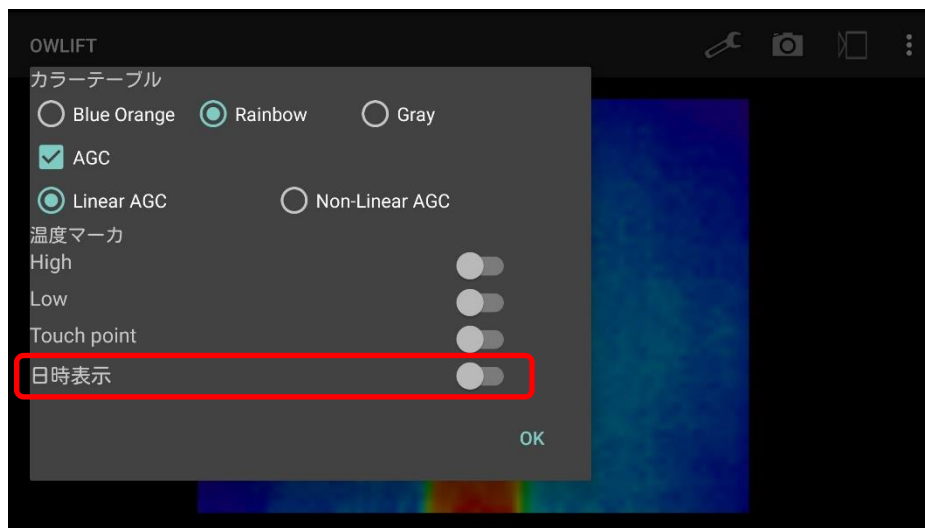 OWLIFT
カラーテーブル
Blue Orange Rainbow Gray
AGC
Linear AGC Non-Linear AGC
温度マーカ
High
Low
Touch point
日時表示
OK